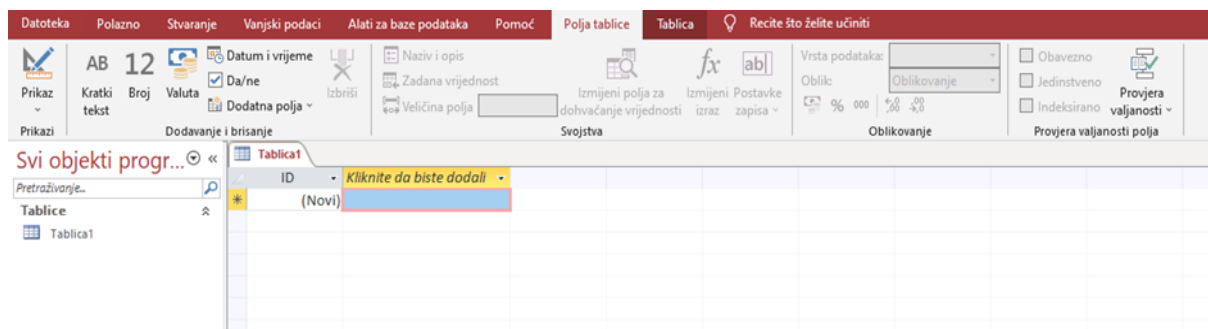 Datoteka Polazno Stvaranje Vanjski podaci Alati za baze podataka Pomoć Polja tablice Tablica Recite što želite učiniti
AB 12 Datum i vrijeme Naziv i opis fx ab Vrsta podataka: Obavezno
Da/ne Zadana vrijednost Oblik: Oblikovanje Jedinstveno
Prikaz Kratki tekst Broj Valuta Dodatna polja Izbriši Veličina polja Izmijeni polja za dohvaćanje vrijednosti Izmijeni izraz Postavke zapisa % 000 Indeksirano Provjera valjanosti
Prikazi Dodavanje i brisanje Svojstva Oblikovanje Provjera valjanosti polja
Svi objekti progr... « Tablica1
Pretraživanje... ID Kliknite da biste dodali
Tablice * (Novi)
Tablica1